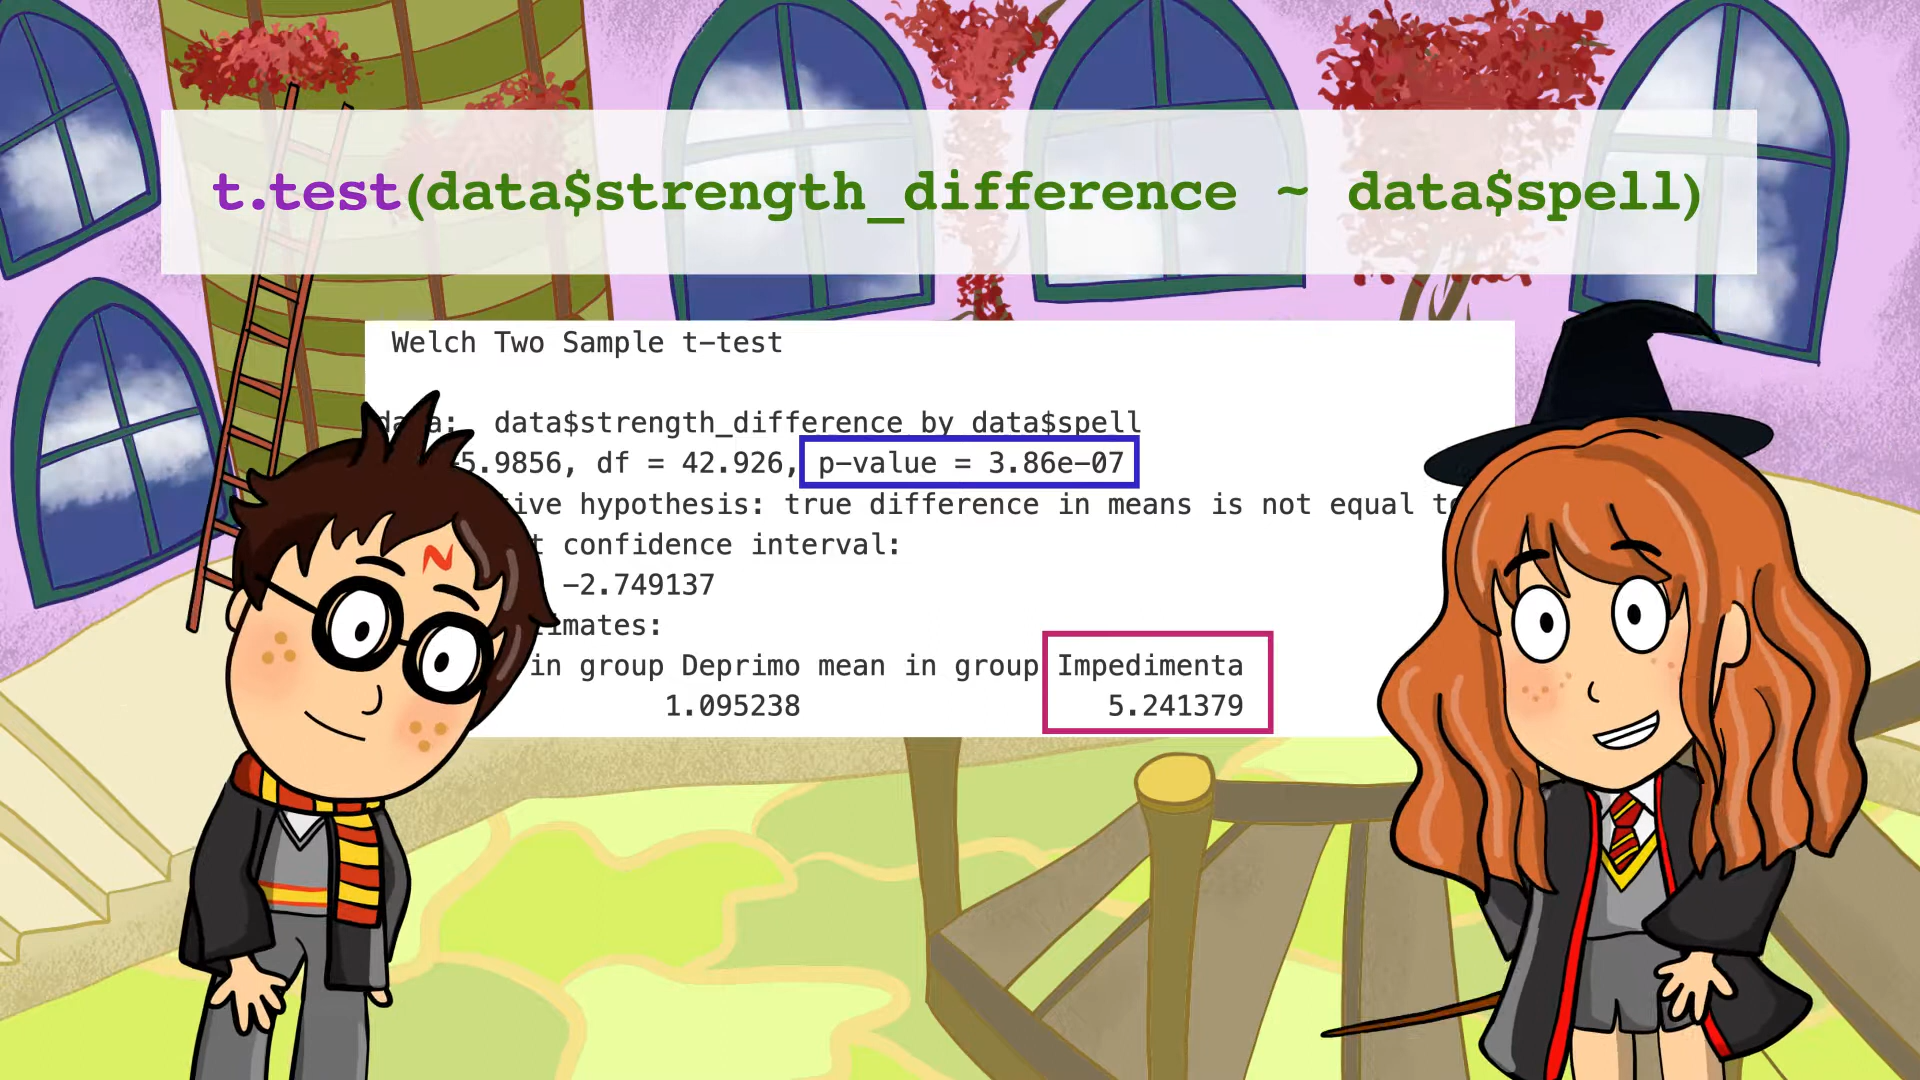 t.test(data$strength_difference ~ data$spell)
Welch Two Sample t-test
data: data$strength_difference by data$spell
-5.9856, df = 42.926, p-value = 3.86e-07
hypothesis: true difference in means is not equal
confidence interval:
-2.749137
in group Deprimo mean in group Impedimenta
1.095238 5.241379